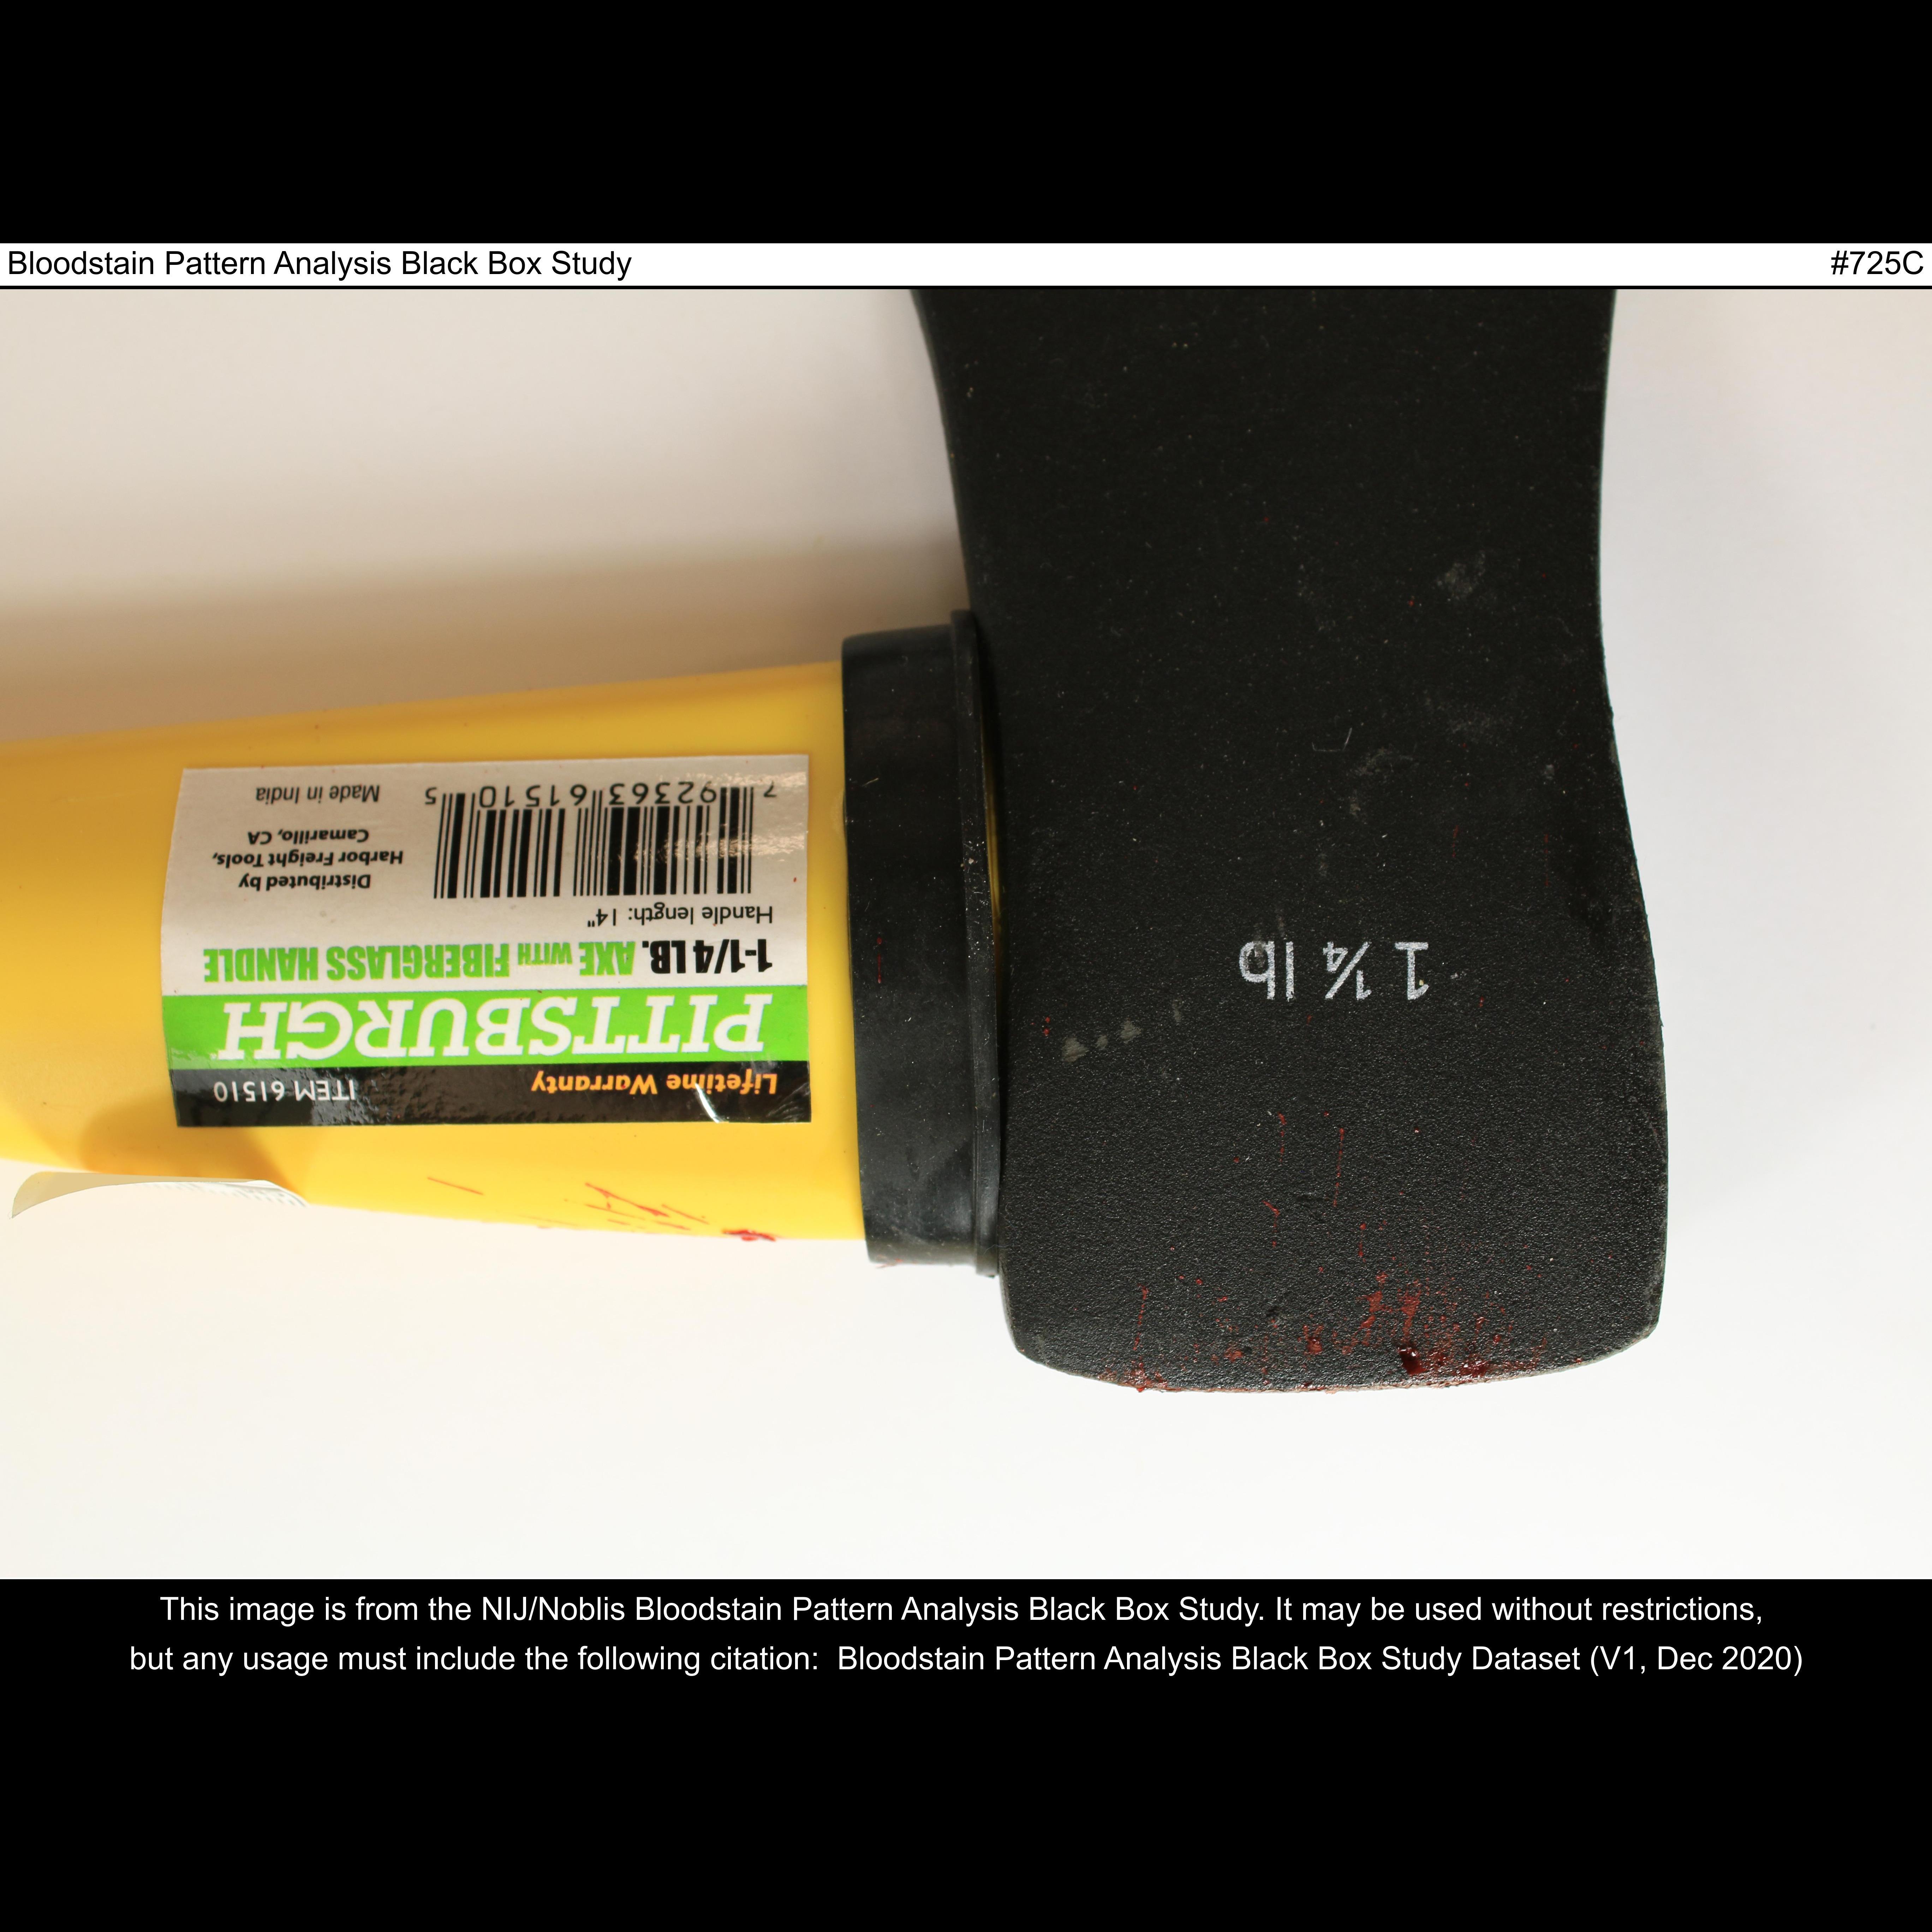 Bloodstain Pattern Analysis Black Box Study #725C
Lifetime Warranty ITEM 61510
PITTSBURGH
1-1/4 LB. AXE WITH FIBERGLASS HANDLE
Handle length: 14"
Distributed by
Harbor Freight Tools,
Camarillo, CA
Made in India
7 92363 61510 5
1 ¼ lb
This image is from the NIJ/Noblis Bloodstain Pattern Analysis Black Box Study. It may be used without restrictions,
but any usage must include the following citation: Bloodstain Pattern Analysis Black Box Study Dataset (V1, Dec 2020)